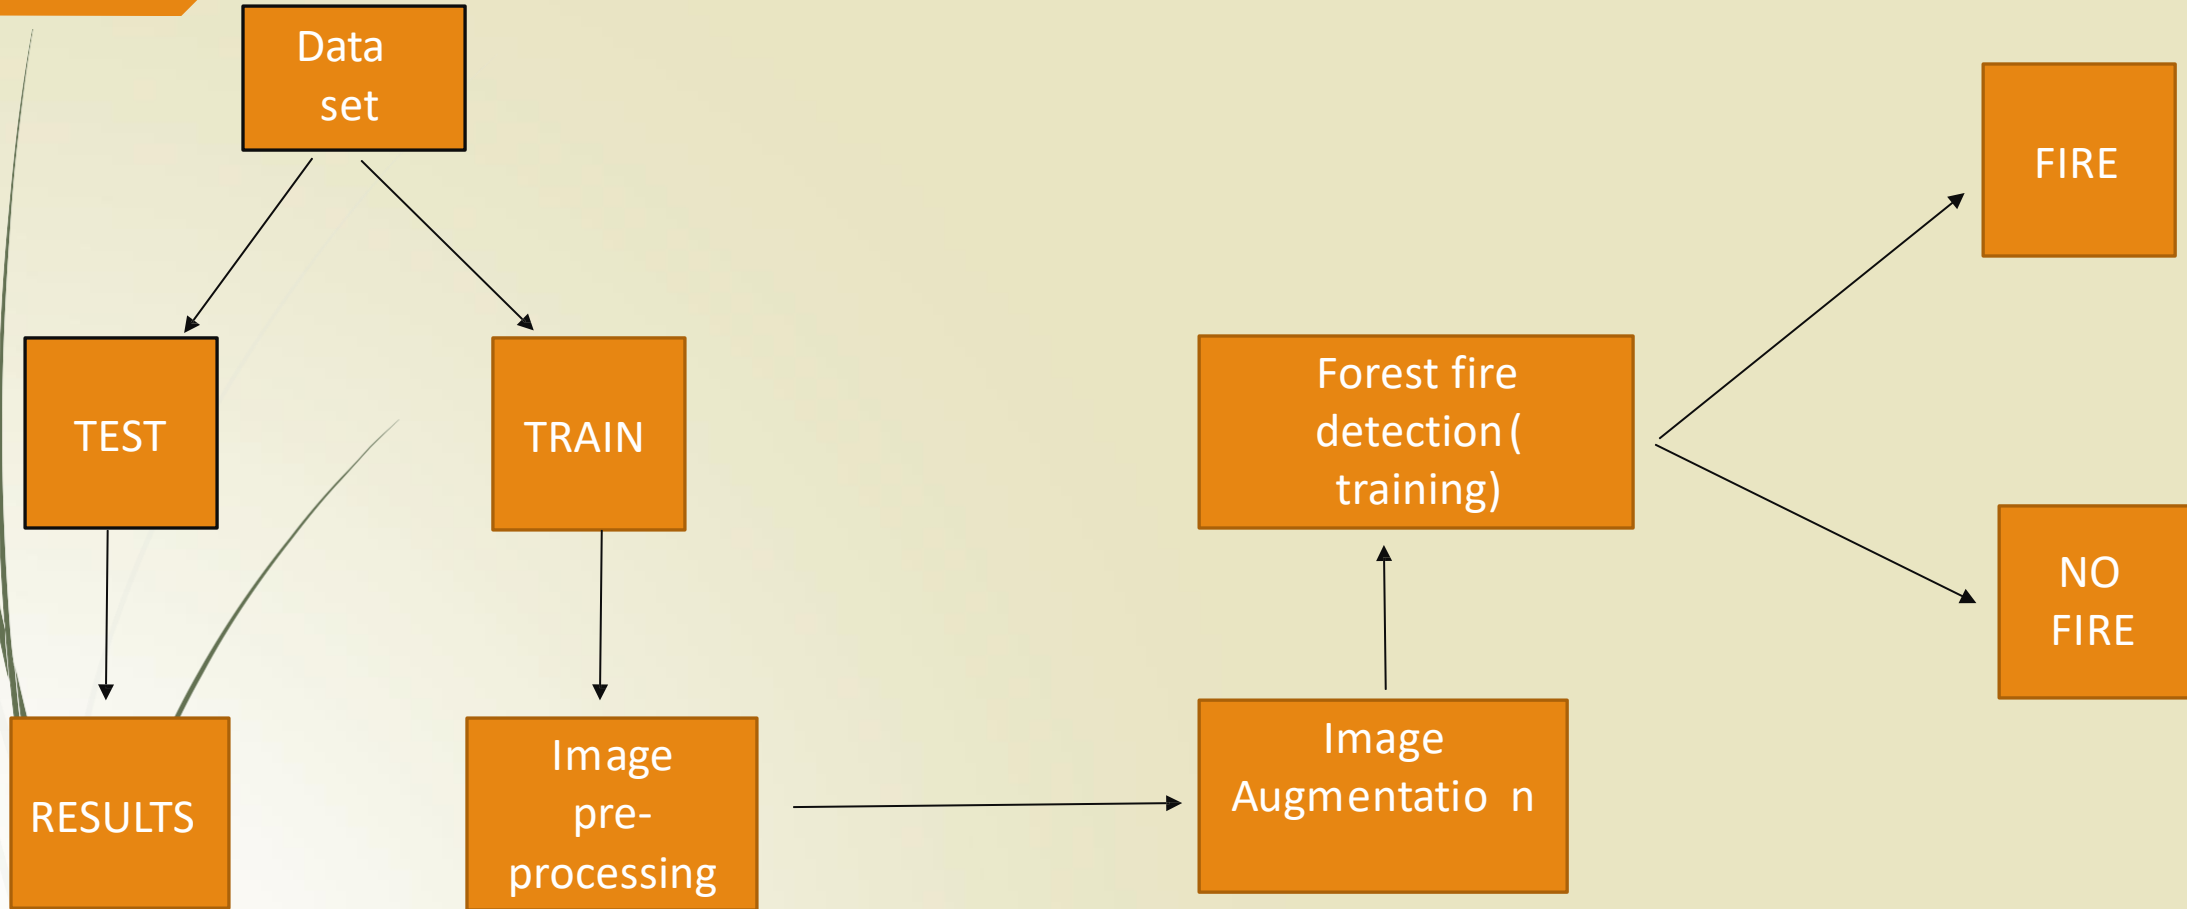 Data
set
FIRE
TEST
TRAIN
Forest fire
detection(
training)
NO
FIRE
RESULTS
Image
pre-
processing
Image
Augmentatio n